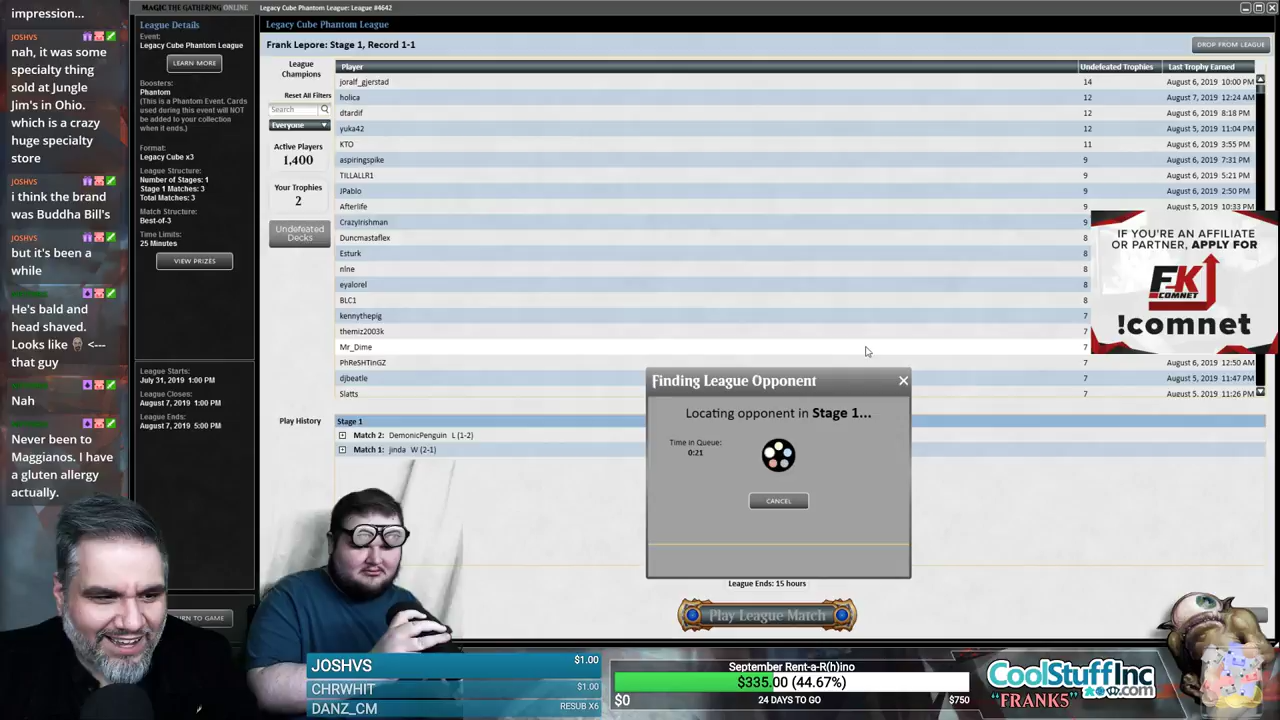 impression...
JOSHVS
nah, it was some
specialty thing
sold at Jungle
Jim's in Ohio.
which is a crazy
huge specialty
store
JOSHVS
i think the brand
was Buddha Bill's
JOSHVS
but it's been a
while
He's bald and
head shaved.
Looks like <---
that guy
Nah
Never been to
Maggianos. I have
a gluten allergy
actually.
MAGIC THE GATHERING ONLINE
Legacy Cube Phantom League: League #4642
League Details
Event:
Legacy Cube Phantom League
LEARN MORE
Boosters:
Phantom
(This is a Phantom Event. Cards
used during this event will NOT
be added to your collection
when it ends.)
Format:
Legacy Cube x3
League Structure:
Number of Stages: 1
Stage 1 Matches: 3
Total Matches: 3
Match Structure:
Best-of-3
Time Limits:
25 Minutes
VIEW PRIZES
League Starts:
July 31, 2019 1:00 PM
League Closes:
August 7, 2019 1:00 PM
League Ends:
August 7, 2019 5:00 PM
URN TO GAME
Legacy Cube Phantom League
Frank Lepore: Stage 1, Record 1-1
DROP FROM LEAGUE
League
Champions
Reset All Filters
Search
Everyone
Active Players
1,400
Your Trophies
2
Undefeated
Decks
Player Undefeated Trophies Last Trophy Earned
joralf_gjerstad 14 August 6, 2019 10:00 PM
holica 12 August 7, 2019 12:24 AM
dtardif 12 August 6, 2019 8:18 PM
yuka42 12 August 5, 2019 11:04 PM
KTO 11 August 6, 2019 3:55 PM
aspiringspike 9 August 6, 2019 7:31 PM
TILLALLR1 9 August 6, 2019 5:21 PM
JPablo 9 August 6, 2019 2:50 PM
Afterlife 9 August 5, 2019 10:33 PM
CrazyIrishman 9
Duncmastaflex 8
Esturk 8
nlne 8
eyalorel 8
BLC1 8
kennythepig 7
themiz2003k 7
Mr_Dime 7
PhReSHTinGZ 7 August 6, 2019 12:50 AM
djbeatle 7 August 5, 2019 11:47 PM
Slatts 7 August 5, 2019 11:26 PM
IF YOU'RE AN AFFILIATE
OR PARTNER, APPLY FOR
F2K
COMNET
!comnet
Play History
Stage 1
Match 2: DemonicPenguin L (1-2)
Match 1: jinda W (2-1)
Finding League Opponent
Locating opponent in Stage 1...
Time in Queue:
0:21
CANCEL
League Ends: 15 hours
Play League Match
JOSHVS $1.00
CHRWHIT $1.00
DANZ_CM RESUB X6
September Rent-a-R(h)ino
$335.00 (44.67%)
$0 24 DAYS TO GO $750
CoolStuffInc
.com
"FRANK5"